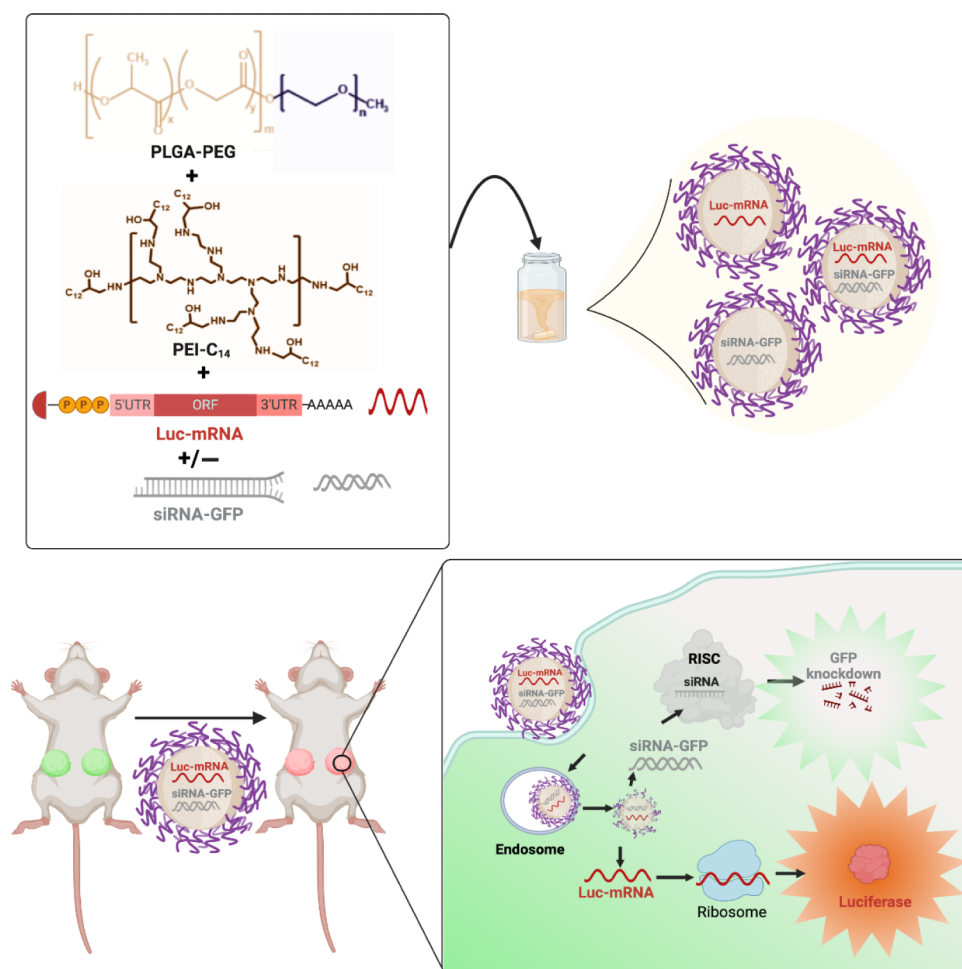 CH₃
O
O
H
O
O
O
O
CH₃
x
y
m
n
O
PLGA-PEG
+
C₁₂
C₁₂
OH
HO
OH
C₁₂
NH
HN
NH
HN
OH
H
N
OH
C₁₂
HN
N
N
H
N
N
N
N
H
C₁₂
OH
HN
N
C₁₂
NH
OH
NH
C₁₂
PEI-C₁₄
+
P P P 5'UTR ORF 3'UTR AAAAA
Luc-mRNA
+/−
siRNA-GFP
Luc-mRNA
Luc-mRNA
siRNA-GFP
siRNA-GFP
Luc-mRNA
siRNA-GFP
Luc-mRNA
siRNA-GFP
RISC
siRNA
GFP
knockdown
siRNA-GFP
Endosome
Luc-mRNA
Ribosome
Luciferase